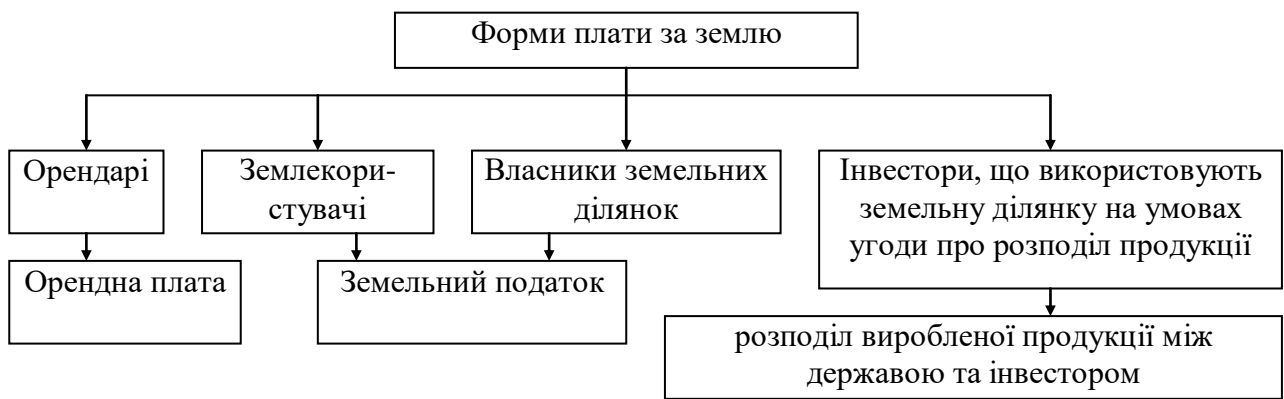 Форми плати за землю
Орендарі
Землекори-
стувачі
Власники земельних
ділянок
Інвестори, що використовують
земельну ділянку на умовах
угоди про розподіл продукції
Орендна плата
Земельний податок
розподіл виробленої продукції між
державою та інвестором